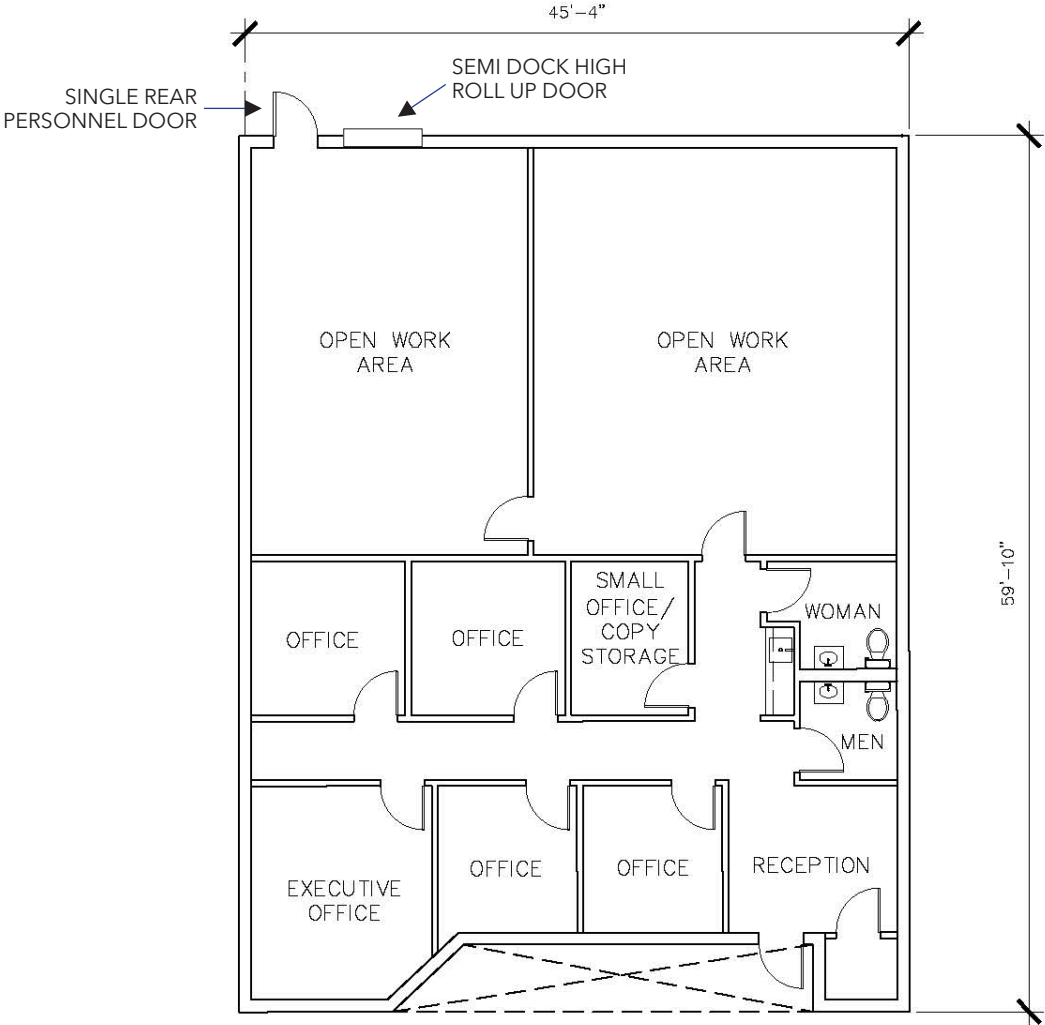 45'-4"
SEMI DOCK HIGH
ROLL UP DOOR
SINGLE REAR
PERSONNEL DOOR
OPEN WORK
AREA
OPEN WORK
AREA
59'-10"
OFFICE
OFFICE
SMALL
OFFICE/
COPY
STORAGE
WOMAN
MEN
EXECUTIVE
OFFICE
OFFICE
OFFICE
RECEPTION